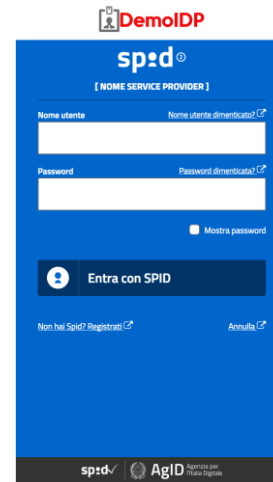 DemoIDP
spid 2
[ NOME SERVICE PROVIDER ]
Nome utente Nome utente dimenticato?
Password Password dimenticata?
Mostra password
Entra con SPID
Non hai Spid? Registrati Annulla
spid AgID Agenzia per l'Italia Digitale